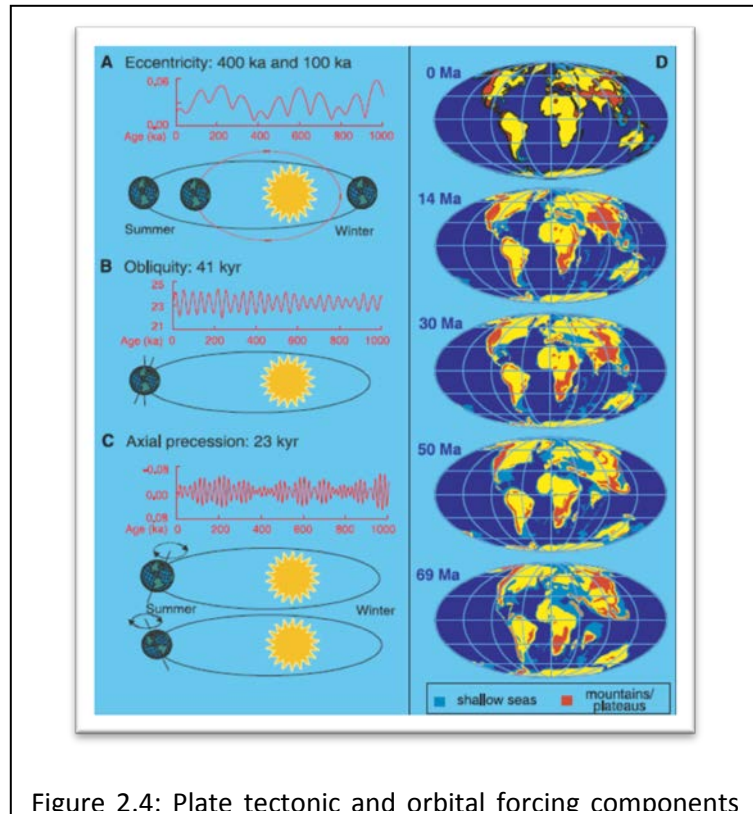 A Eccentricity: 400 ka and 100 ka
0.06
0.00
Age (ka) 0 200 400 600 800 1000
Summer Winter
B Obliquity: 41 kyr
25
23
21
Age (ka) 0 200 400 600 800 1000
C Axial precession: 23 kyr
-0.08
0.00
0.08
Age (ka) 0 200 400 600 800 1000
Summer Winter
D
0 Ma
14 Ma
30 Ma
50 Ma
69 Ma
shallow seas mountains/
plateaus
Figure 2.4: Plate tectonic and orbital forcing components